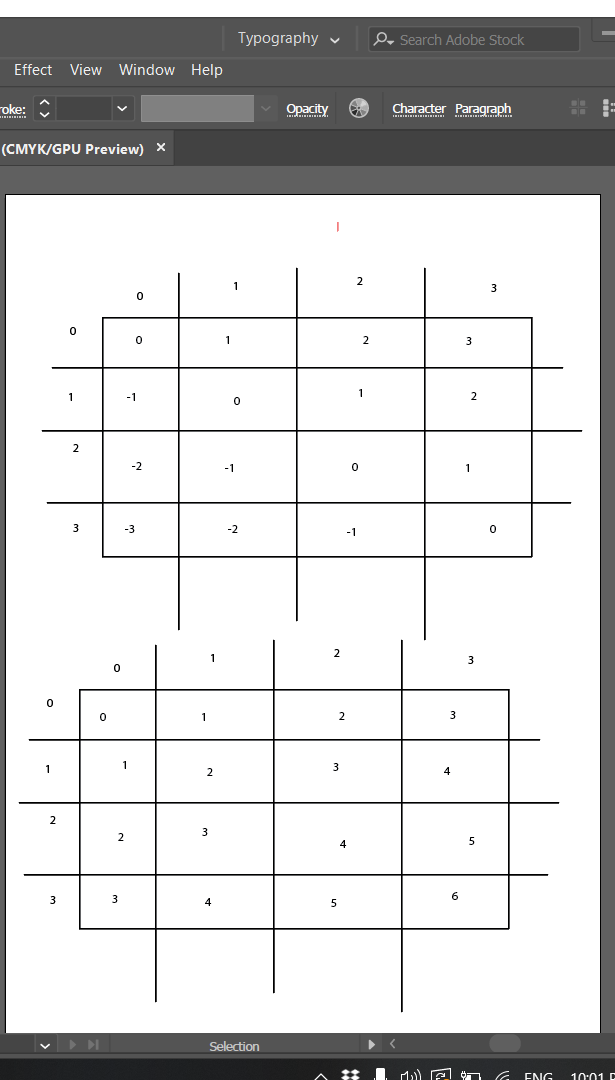 Typography Search Adobe Stock
Effect View Window Help
roke: Opacity Character Paragraph
(CMYK/GPU Preview) ×
0 1 2 3
0 0 1 2 3
1 -1 0 1 2
2 -2 -1 0 1
3 -3 -2 -1 0
0 1 2 3
0 0 1 2 3
1 1 2 3 4
2 2 3 4 5
3 3 4 5 6
Selection
ENG 10:01